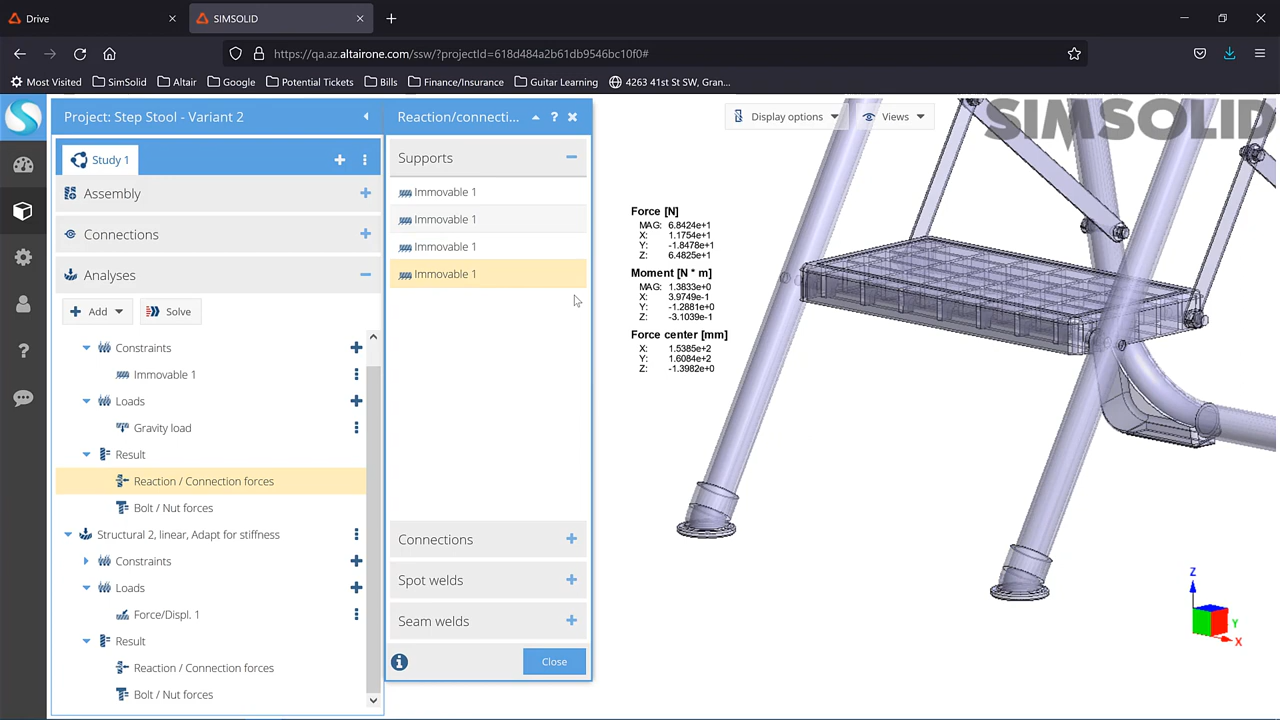 Drive
SIMSOLID
https://qa.az.altairone.com/ssw/?projectId=618d484a2b61db9546bc10f0#
Most Visited
SimSolid
Altair
Google
Potential Tickets
Bills
Finance/Insurance
Guitar Learning
4263 41st St SW, Gran...
Project: Step Stool - Variant 2
Study 1
Assembly
Connections
Analyses
Add
Solve
Constraints
Immovable 1
Loads
Gravity load
Result
Reaction / Connection forces
Bolt / Nut forces
Structural 2, linear, Adapt for stiffness
Constraints
Loads
Force/Displ. 1
Result
Reaction / Connection forces
Bolt / Nut forces
Reaction/connecti...
Supports
Immovable 1
Immovable 1
Immovable 1
Immovable 1
Connections
Spot welds
Seam welds
Close
Display options
Views
SIMSOLID
Force [N]
MAG: 6.8424e+1
X: 1.1754e+1
Y: -1.8478e+1
Z: 6.4825e+1
Moment [N * m]
MAG: 1.3833e+0
X: 3.9749e-1
Y: -1.2881e+0
Z: -3.1039e-1
Force center [mm]
X: 1.5385e+2
Y: 1.6084e+2
Z: -1.3982e+0
Z
Y
X